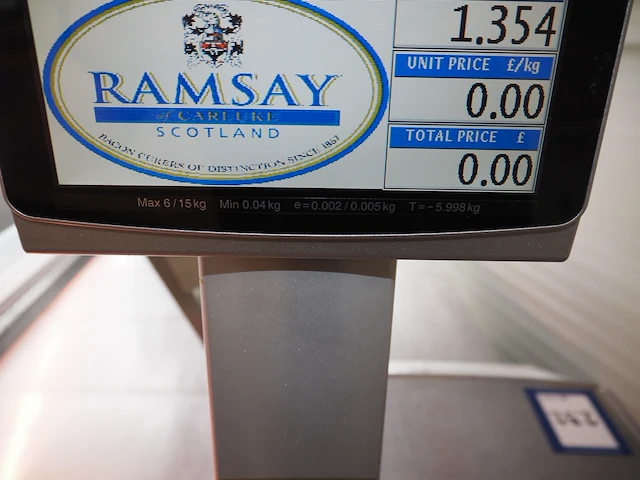 1.354
UNIT PRICE £/kg
0.00
TOTAL PRICE £
0.00
RAMSAY
of CARLUKE
SCOTLAND
BACON CURERS OF DISTINCTION SINCE 1857
Max 6/15kg Min 0.04kg e=0.002/0.005kg T=-5.998kg